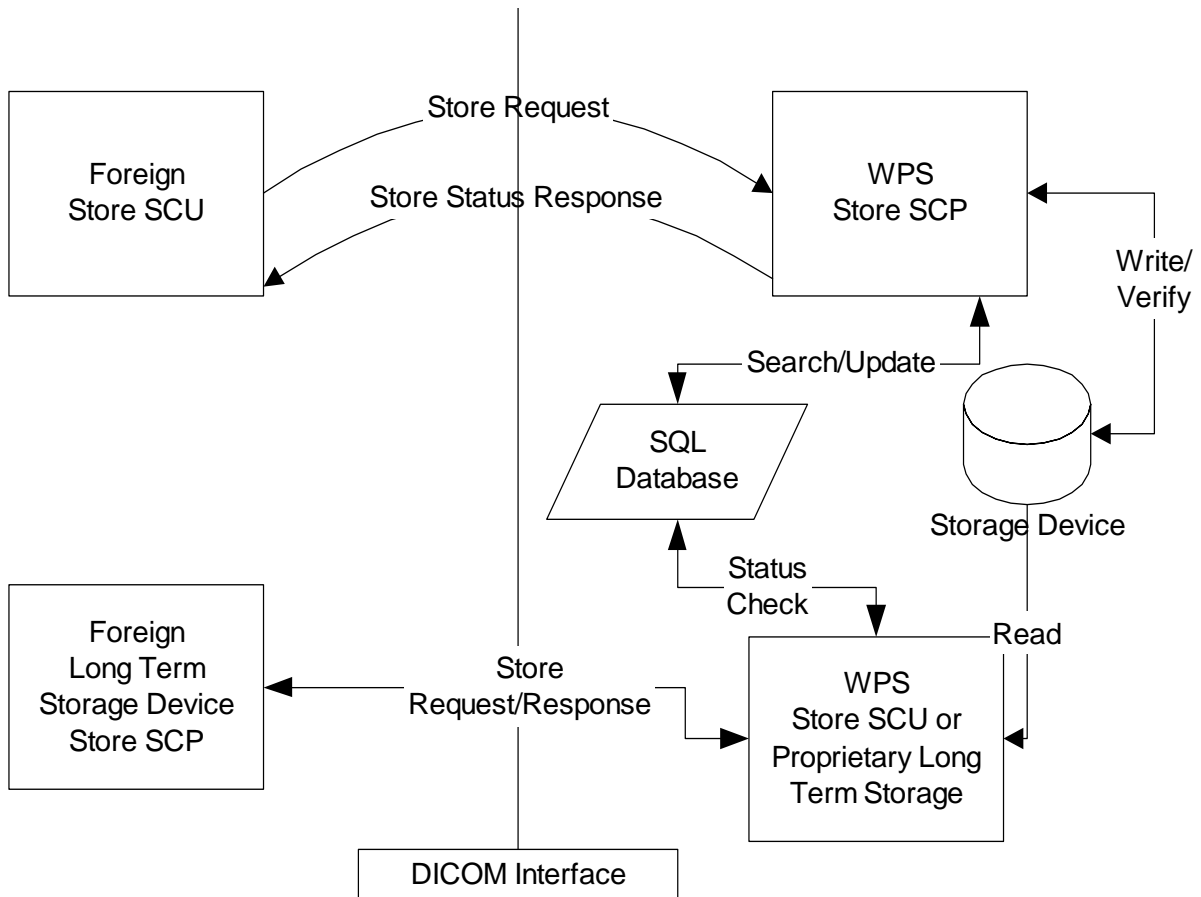 Store Request
Foreign
Store SCU
Store Status Response
WPS
Store SCP
Write/
Verify
Search/Update
SQL
Database
Storage Device
Status
Check
Foreign
Long Term
Storage Device
Store SCP
Store
Request/Response
Read
WPS
Store SCU or
Proprietary Long
Term Storage
DICOM Interface